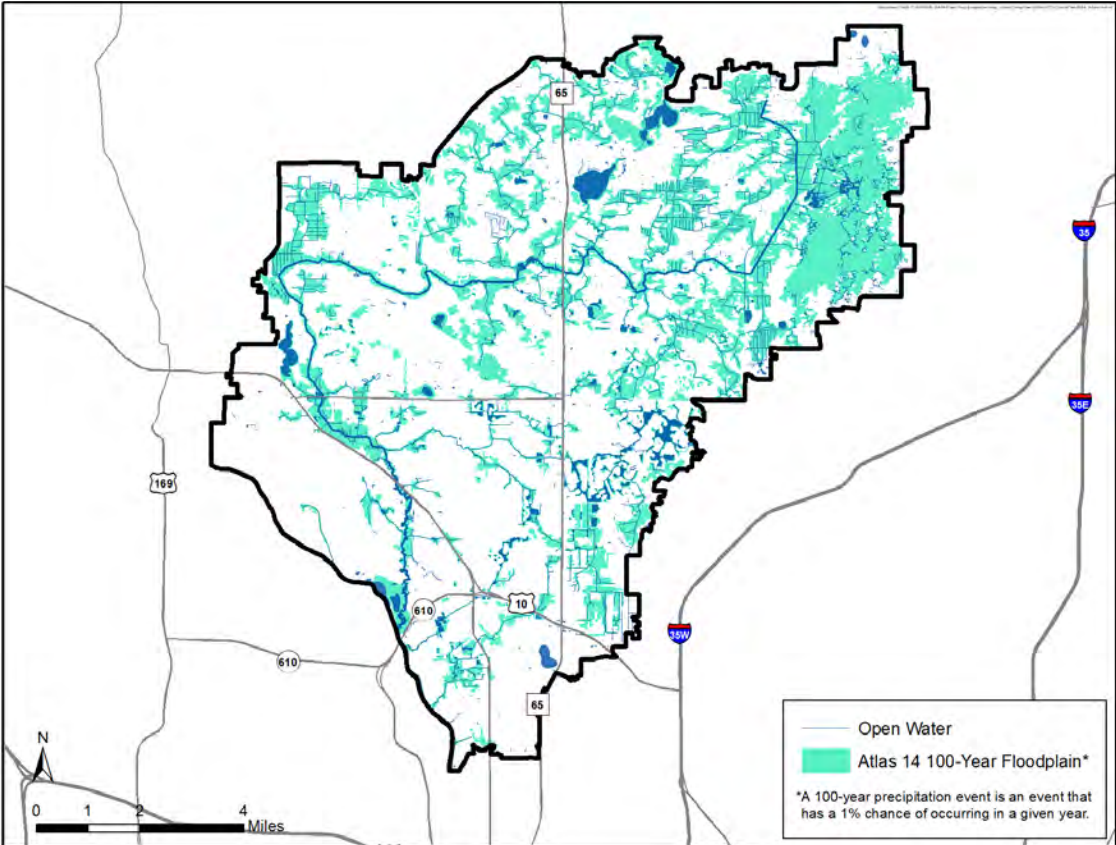 65
35
35E
169
10
610
35W
610
65
N
0 1 2 4
Miles
Open Water
Atlas 14 100-Year Floodplain*
*A 100-year precipitation event is an event that
has a 1% chance of occurring in a given year.